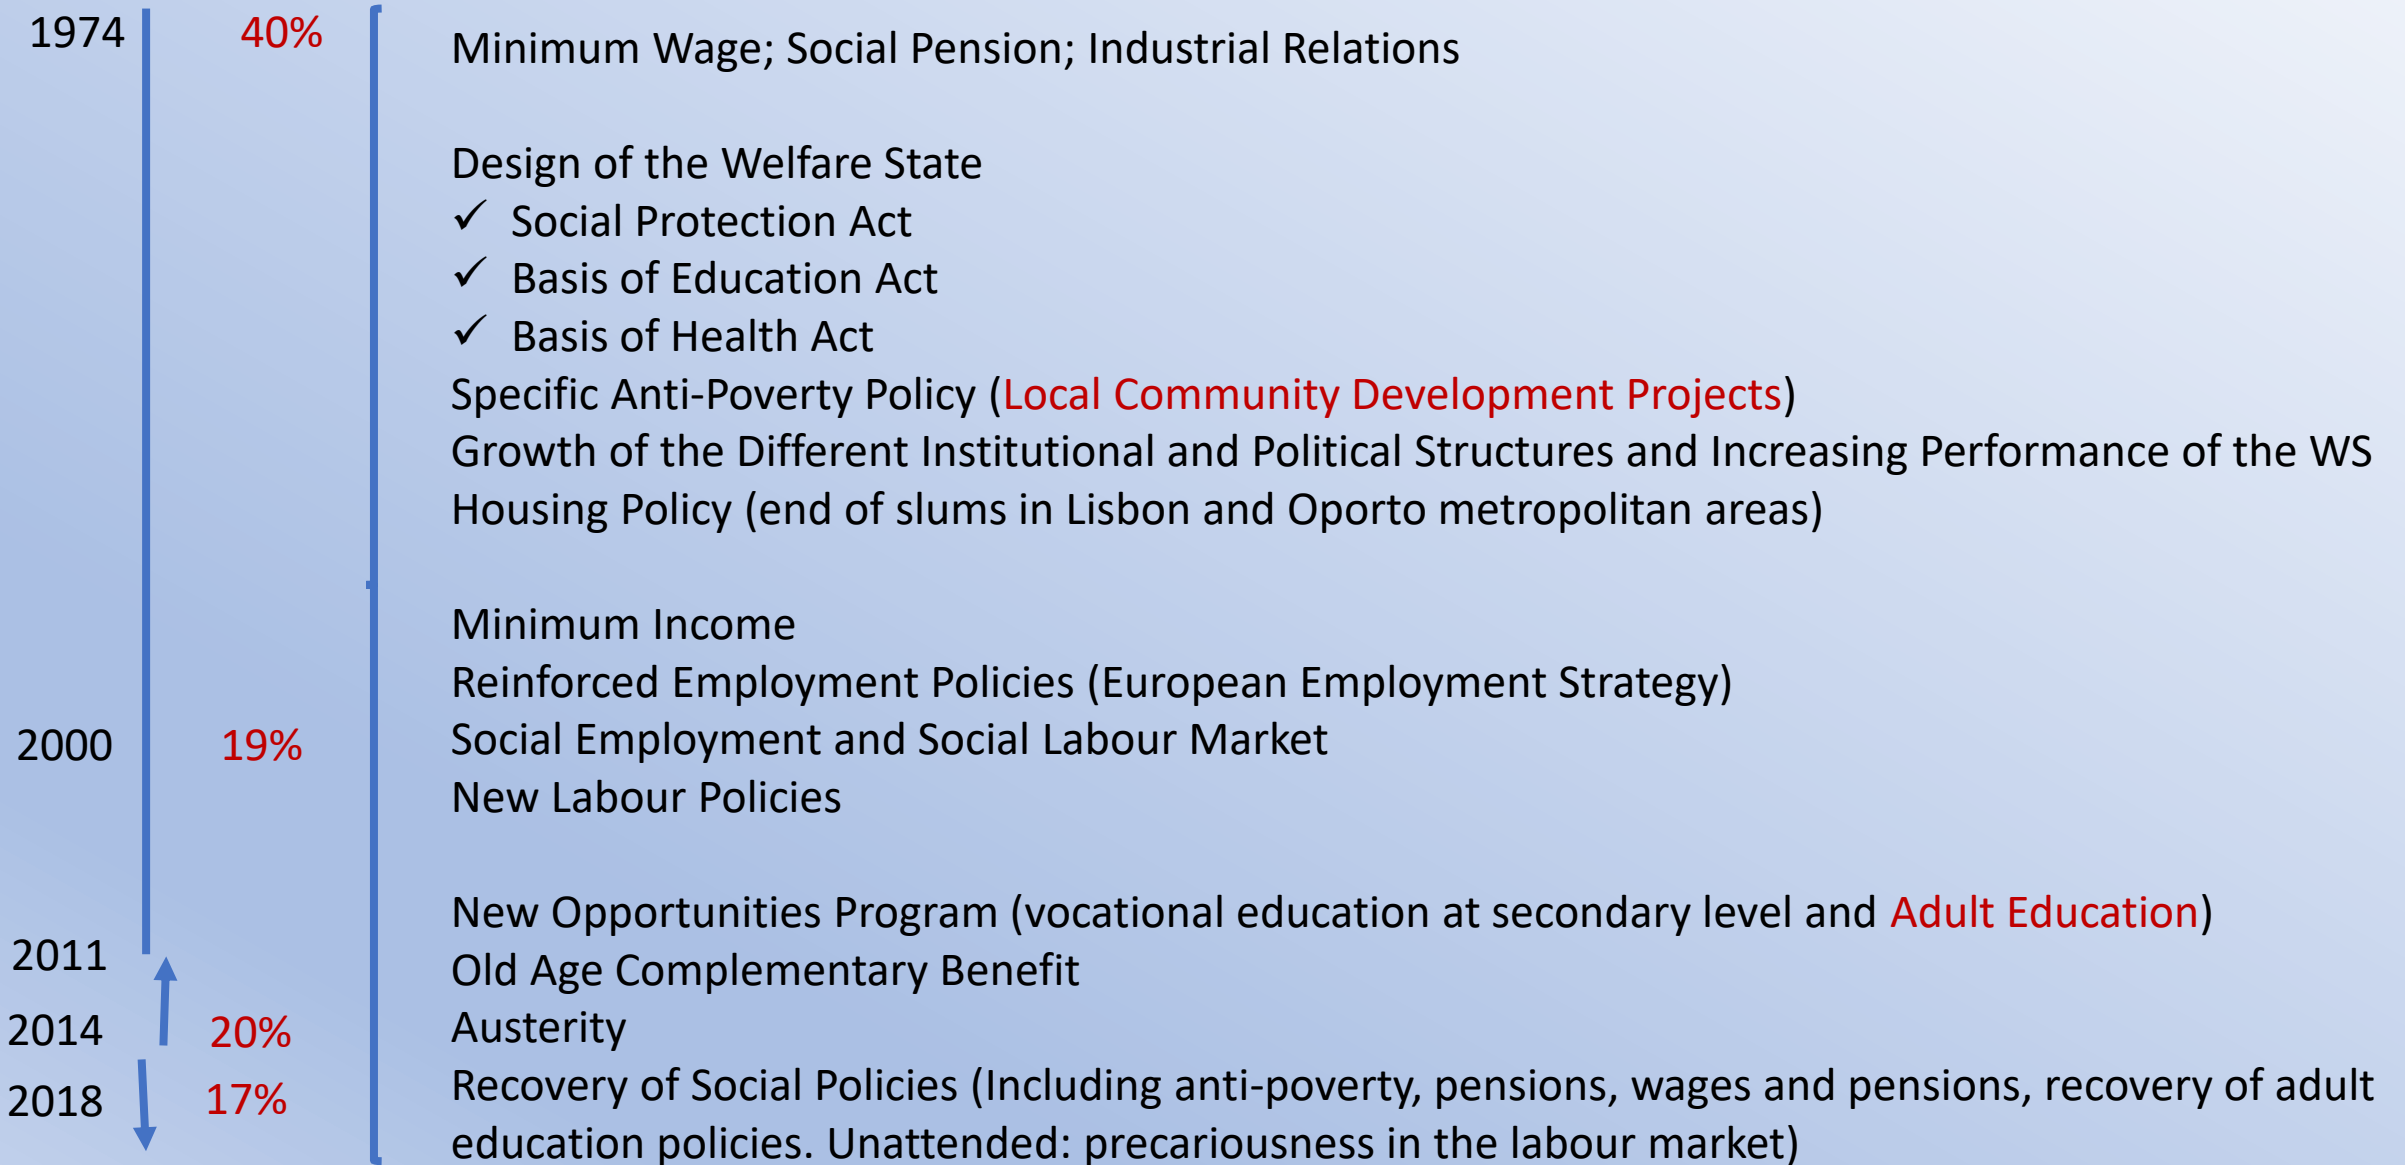 1974 40% Minimum Wage; Social Pension; Industrial Relations
Design of the Welfare State
✓ Social Protection Act
✓ Basis of Education Act
✓ Basis of Health Act
Specific Anti-Poverty Policy (Local Community Development Projects)
Growth of the Different Institutional and Political Structures and Increasing Performance of the WS
Housing Policy (end of slums in Lisbon and Oporto metropolitan areas)
Minimum Income
Reinforced Employment Policies (European Employment Strategy)
2000 19% Social Employment and Social Labour Market
New Labour Policies
New Opportunities Program (vocational education at secondary level and Adult Education)
2011 Old Age Complementary Benefit
2014 20% Austerity
2018 17% Recovery of Social Policies (Including anti-poverty, pensions, wages and pensions, recovery of adult
education policies. Unattended: precariousness in the labour market)